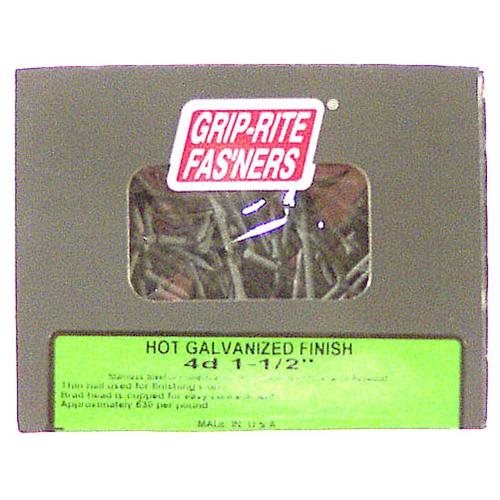 GRIP-RITE
FAS'NERS
®
HOT GALVANIZED FINISH
4d 1-1/2"
Thin nail used for finishing
Brad head is cupped for easy
Approximately 630 per pound
MADE IN U S A